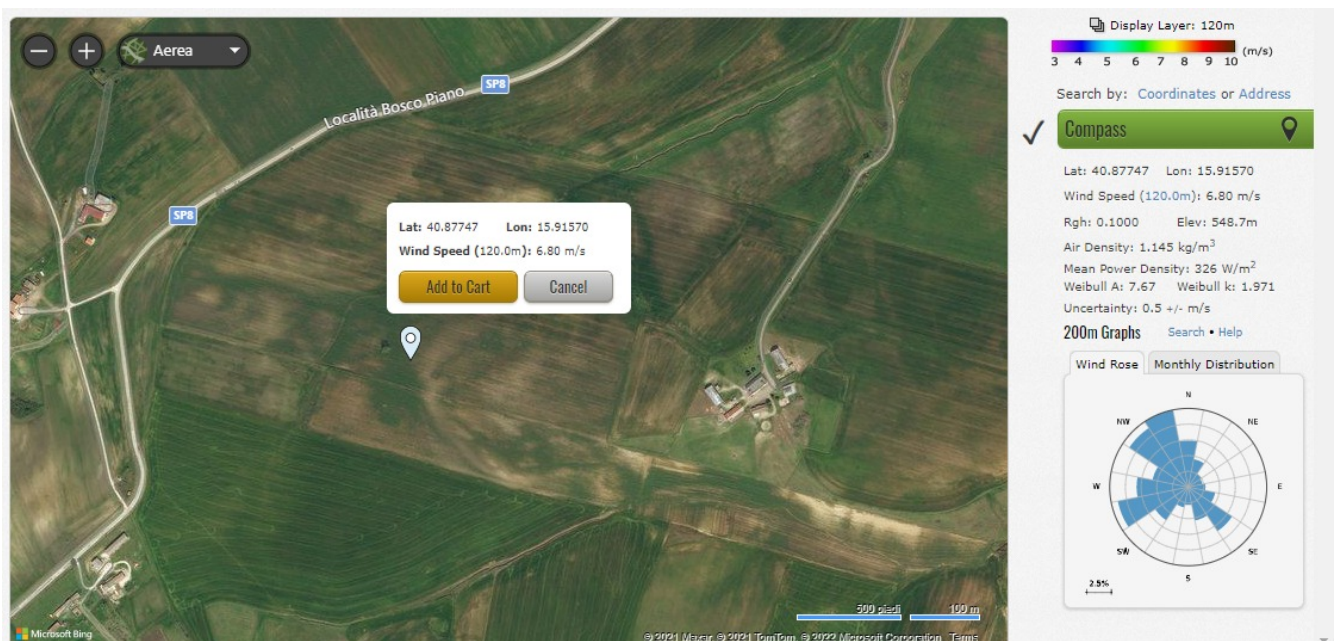 Aerea
SP8
Località Bosco Piano
SP8
Lat: 40.87747 Lon: 15.91570
Wind Speed (120.0m): 6.80 m/s
Add to Cart Cancel
500 piedi 100 m
Microsoft Bing
© 2021 Maxar, © 2021 TomTom, © 2022 Microsoft Corporation, Terms
Display Layer: 120m
3 4 5 6 7 8 9 10 (m/s)
Search by: Coordinates or Address
Compass
Lat: 40.87747 Lon: 15.91570
Wind Speed (120.0m): 6.80 m/s
Rgh: 0.1000 Elev: 548.7m
Air Density: 1.145 kg/m³
Mean Power Density: 326 W/m²
Weibull A: 7.67 Weibull k: 1.971
Uncertainty: 0.5 +/- m/s
200m Graphs Search • Help
Wind Rose Monthly Distribution
N
NW NE
W E
SW SE
S
2.5%